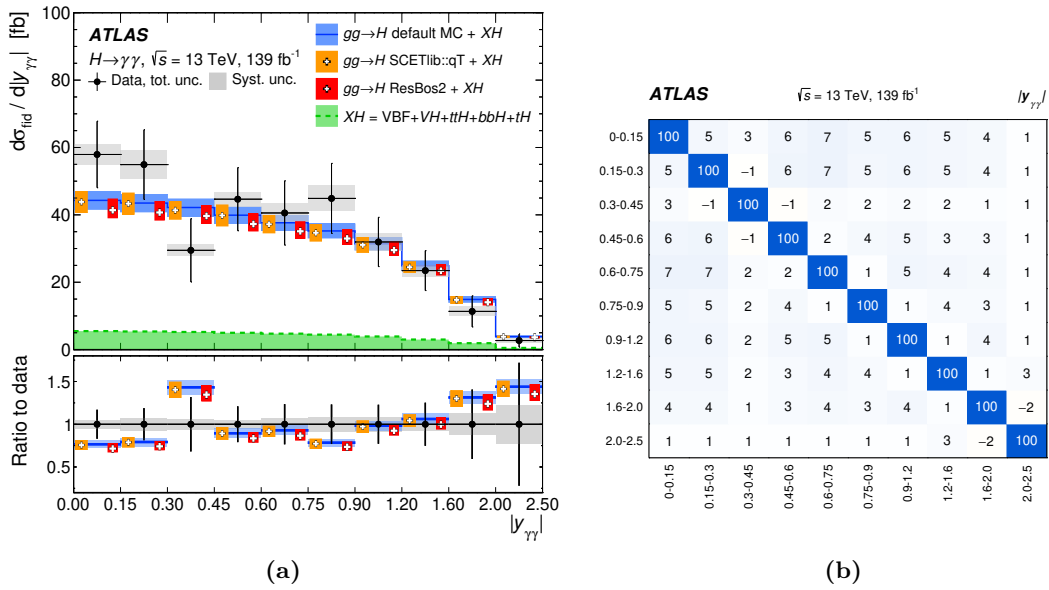 dσ_fid / d|y_γγ| [fb]
100
80
60
40
20
0
ATLAS
H→γγ, √s = 13 TeV, 139 fb⁻¹
Data, tot. unc. Syst. unc.
gg→H default MC + XH
gg→H SCETlib::qT + XH
gg→H ResBos2 + XH
XH = VBF+VH+ttH+bbH+tH
Ratio to data
1.5
1
0.5
0.00 0.15 0.30 0.45 0.60 0.75 0.90 1.20 1.60 2.00 2.50
|y_γγ|
(a)
ATLAS √s = 13 TeV, 139 fb⁻¹ |y_γγ|
0-0.15 100 5 3 6 7 5 6 5 4 1
0.15-0.3 5 100 −1 6 7 5 6 5 4 1
0.3-0.45 3 −1 100 −1 2 2 2 2 1 1
0.45-0.6 6 6 −1 100 2 4 5 3 3 1
0.6-0.75 7 7 2 2 100 1 5 4 4 1
0.75-0.9 5 5 2 4 1 100 1 4 3 1
0.9-1.2 6 6 2 5 5 1 100 1 4 1
1.2-1.6 5 5 2 3 4 4 1 100 1 3
1.6-2.0 4 4 1 3 4 3 4 1 100 −2
2.0-2.5 1 1 1 1 1 1 1 3 −2 100
0-0.15 0.15-0.3 0.3-0.45 0.45-0.6 0.6-0.75 0.75-0.9 0.9-1.2 1.2-1.6 1.6-2.0 2.0-2.5
(b)